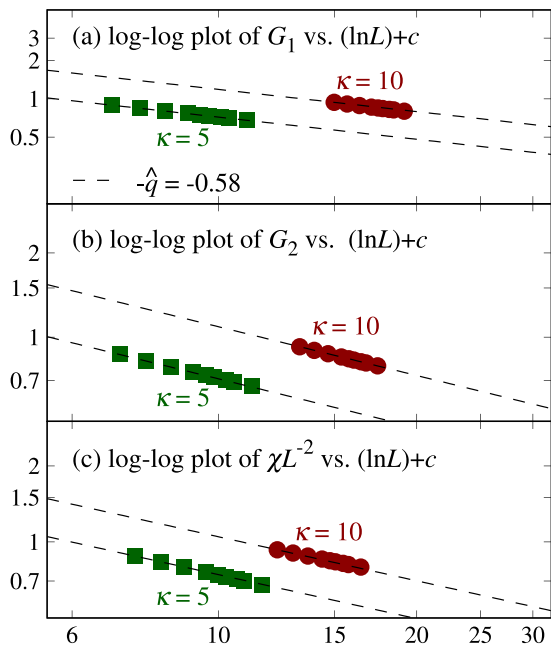 (a) log-log plot of G₁ vs. (lnL)+c
3
2
1
0.5
κ = 10
κ = 5
-q̂ = -0.58
(b) log-log plot of G₂ vs. (lnL)+c
2
1.5
1
0.7
κ = 10
κ = 5
(c) log-log plot of χL⁻² vs. (lnL)+c
2
1.5
1
0.7
κ = 10
κ = 5
6 10 15 20 25 30